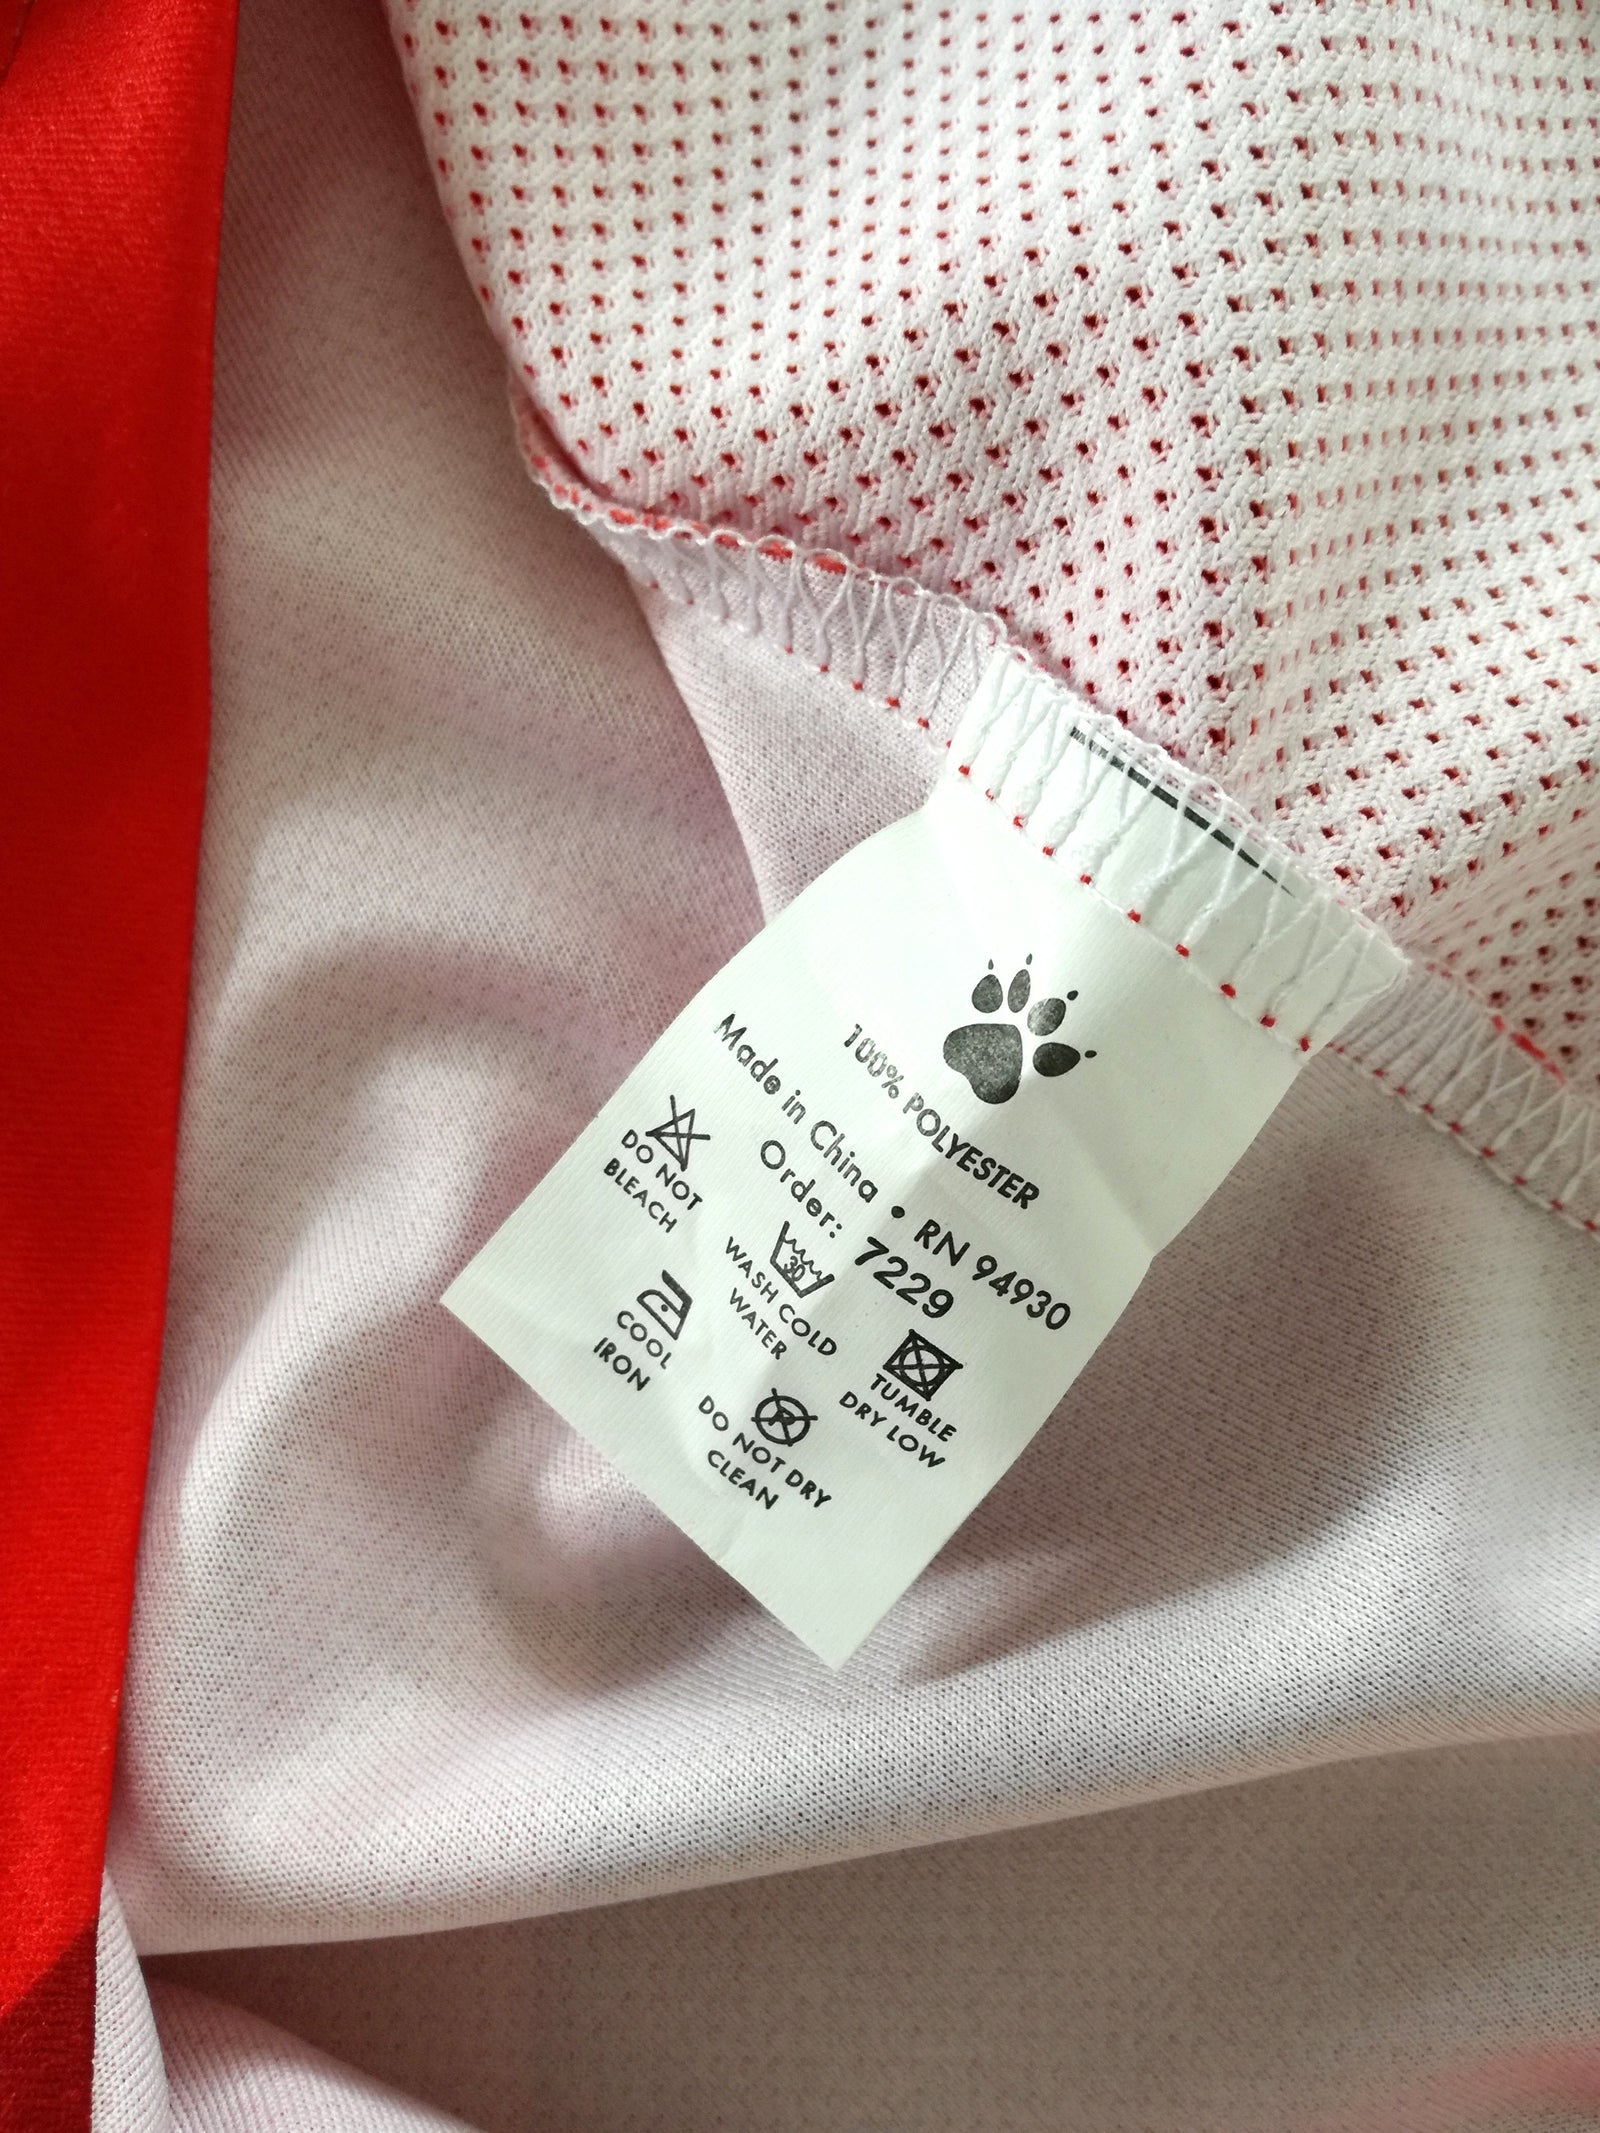 100% POLYESTER
Made in China • RN 94930
Order: 7229
DO NOT
BLEACH
30
WASH COLD
WATER
TUMBLE
DRY LOW
COOL
IRON
DO NOT DRY
CLEAN